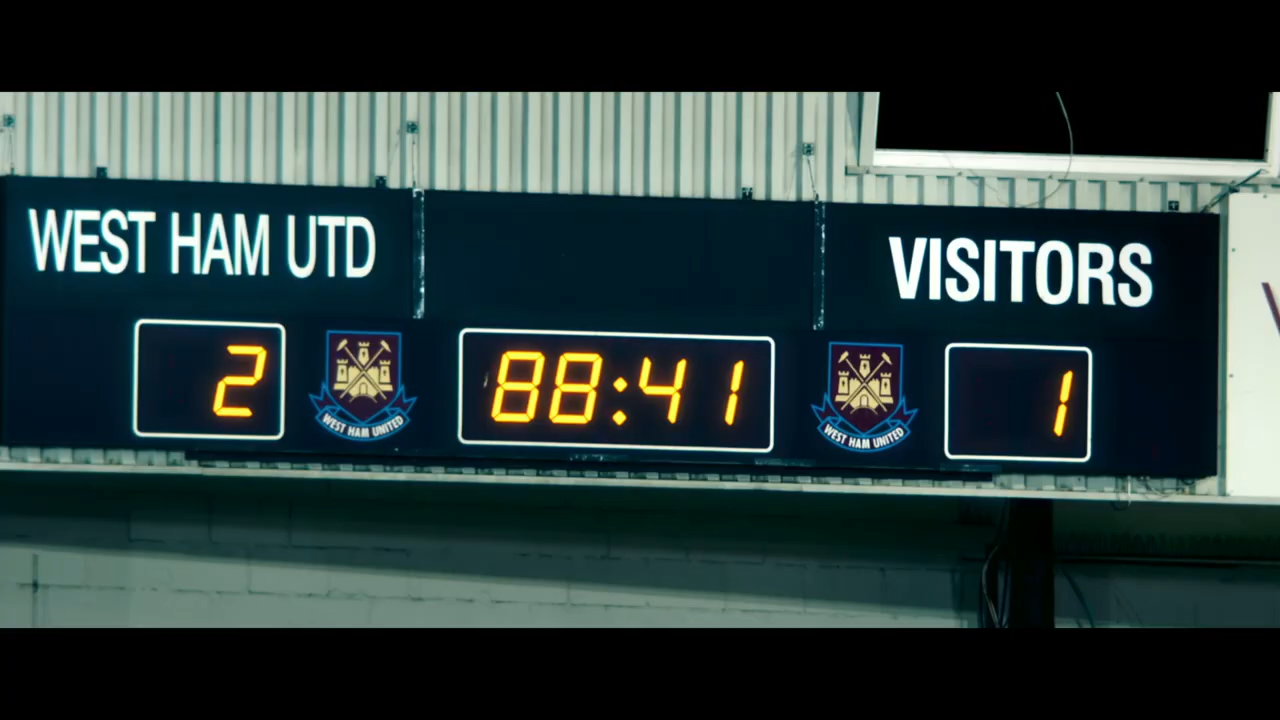 WEST HAM UTD
VISITORS
2
WEST HAM UNITED
88:41
WEST HAM UNITED
1